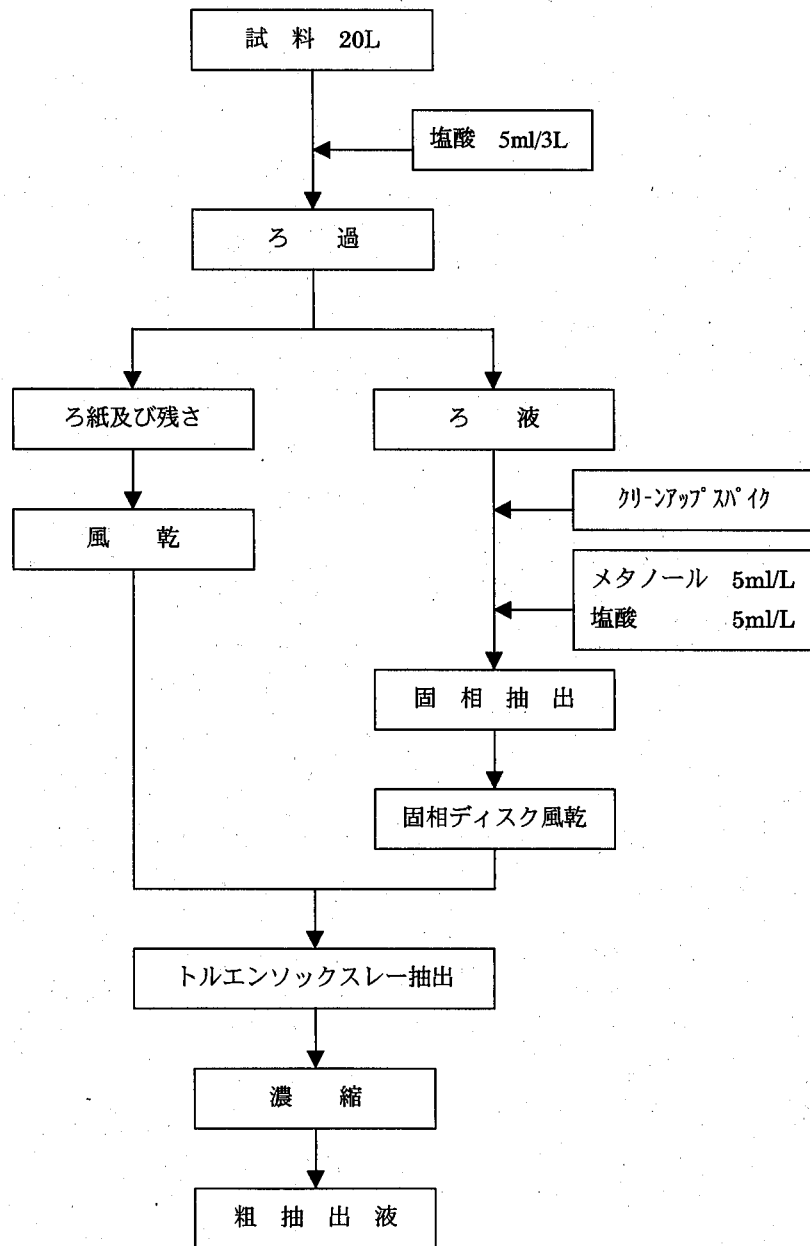 試 料 20L
塩酸 5ml/3L
ろ 過
ろ紙及び残さ
ろ 液
クリーンアップスパイク
風 乾
メタノール 5ml/L
塩酸 5ml/L
固 相 抽 出
固相ディスク風乾
トルエンソックスレー抽出
濃 縮
粗 抽 出 液